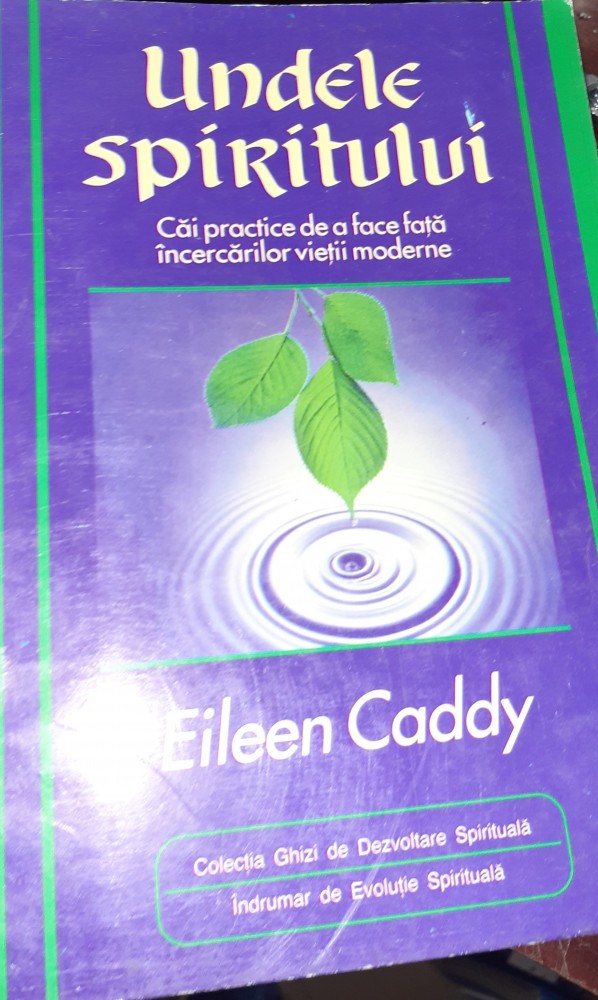 Undele
spiritului
Căi practice de a face față
încercărilor vieții moderne
Eileen Caddy
Colecția Ghizi de Dezvoltare Spirituală
Îndrumar de Evoluție Spirituală